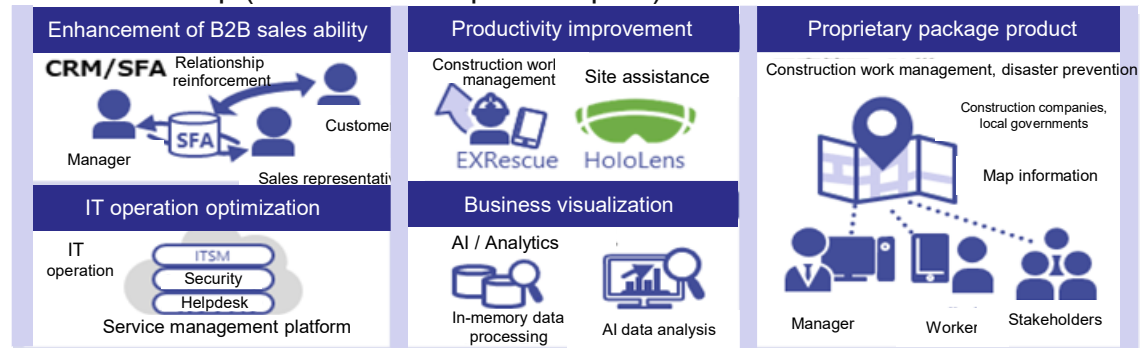 Enhancement of B2B sales ability
CRM/SFA
Relationship
reinforcement
SFA
Manager
Customer
Sales representativ
IT operation optimization
IT
operation
ITSM
Security
Helpdesk
Service management platform
Productivity improvement
Construction worl
management
Site assistance
EXRescue
HoloLens
Business visualization
AI / Analytics
In-memory data
processing
AI data analysis
Proprietary package product
Construction work management, disaster prevention
Construction companies,
local governments
Map information
Manager
Worker
Stakeholders